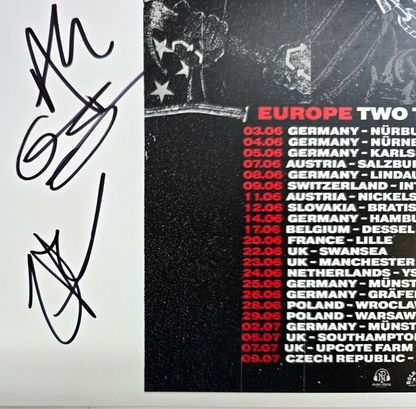 EUROPE TWO T
03.06 GERMANY - NÜRBU
04.06 GERMANY - NÜRNE
05.06 GERMANY - KARLS
07.06 AUSTRIA - SALZBUR
08.06 GERMANY - LINDAU
09.06 SWITZERLAND - IN
11.06 AUSTRIA - NICKELS
12.06 SLOVAKIA - BRATIS
14.06 GERMANY - HAMBU
17.06 BELGIUM - DESSEL
20.06 FRANCE - LILLE
22.06 UK - SWANSEA
23.06 UK - MANCHESTER
24.06 NETHERLANDS - YS
25.06 GERMANY - MÜNST
26.06 GERMANY - GRÄFE
28.06 POLAND - WROCLAW
29.06 POLAND - WARSAW
02.07 GERMANY - MÜNST
05.07 UK - SOUTHAMPTON
07.07 UK - UPCOTE FARM
09.07 CZECH REPUBLIC -